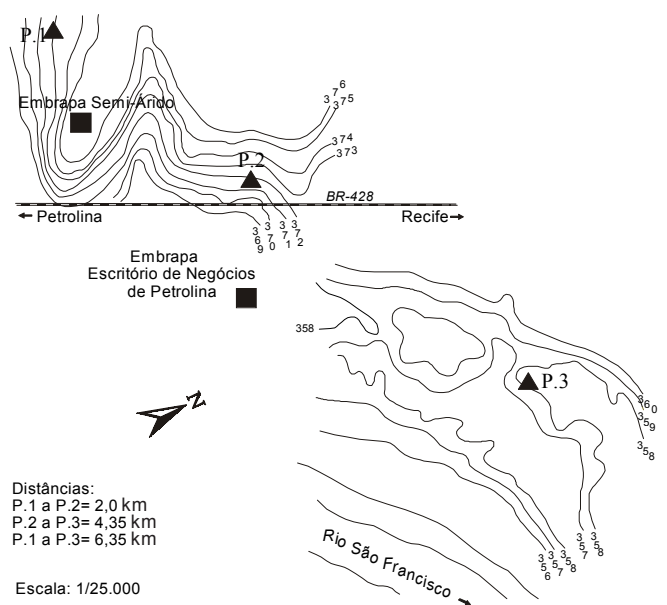 P.1
Embrapa Semi-Árido
376
375
374
373
P.2
BR-428
Petrolina
Recife
369
370
371
372
Embrapa
Escritório de Negócios
de Petrolina
358
P.3
360
359
358
N
Distâncias:
P.1 a P.2= 2,0 km
P.2 a P.3= 4,35 km
P.1 a P.3= 6,35 km
357
358
356
357
358
Rio São Francisco
Escala: 1/25.000